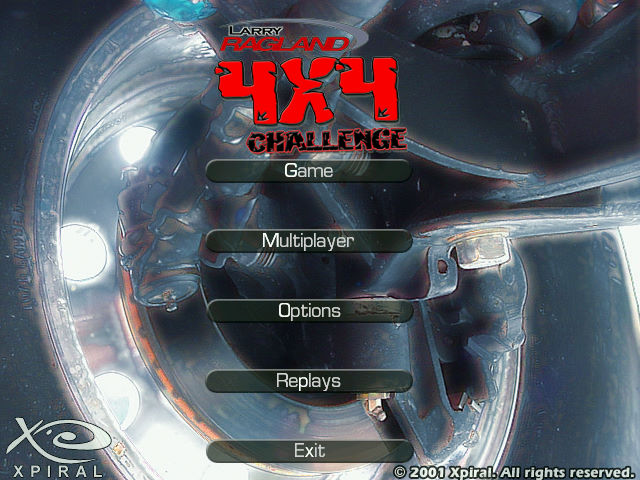 LARRY
RAGLAND
4X4
CHALLENGE
Game
Multiplayer
Options
Replays
Exit
XPIRAL
© 2001 Xpiral. All rights reserved.